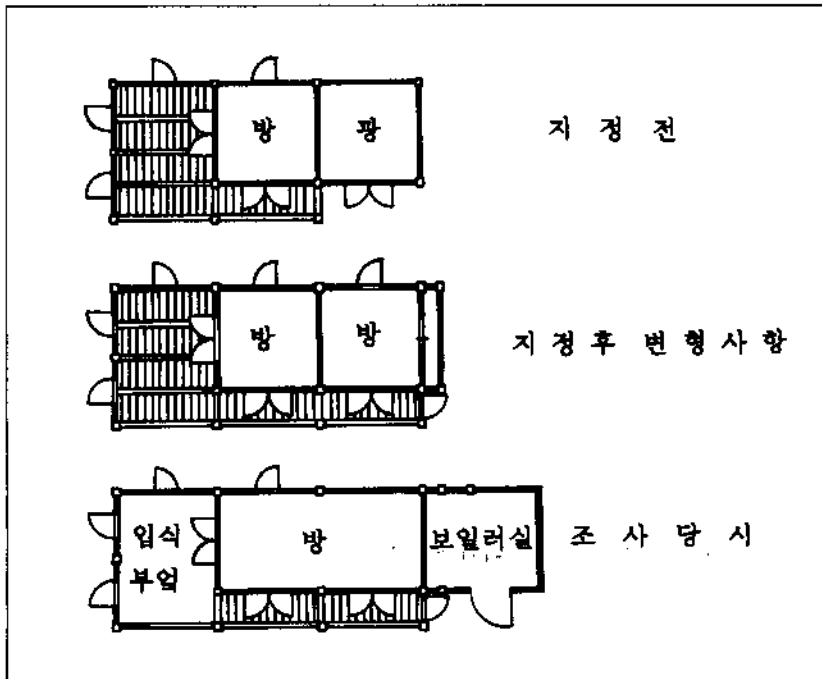 방 광 지 정 전
방 방 지 정 후 변 형 사 항
입식 방 보일러실 조 사 당 시
부엌